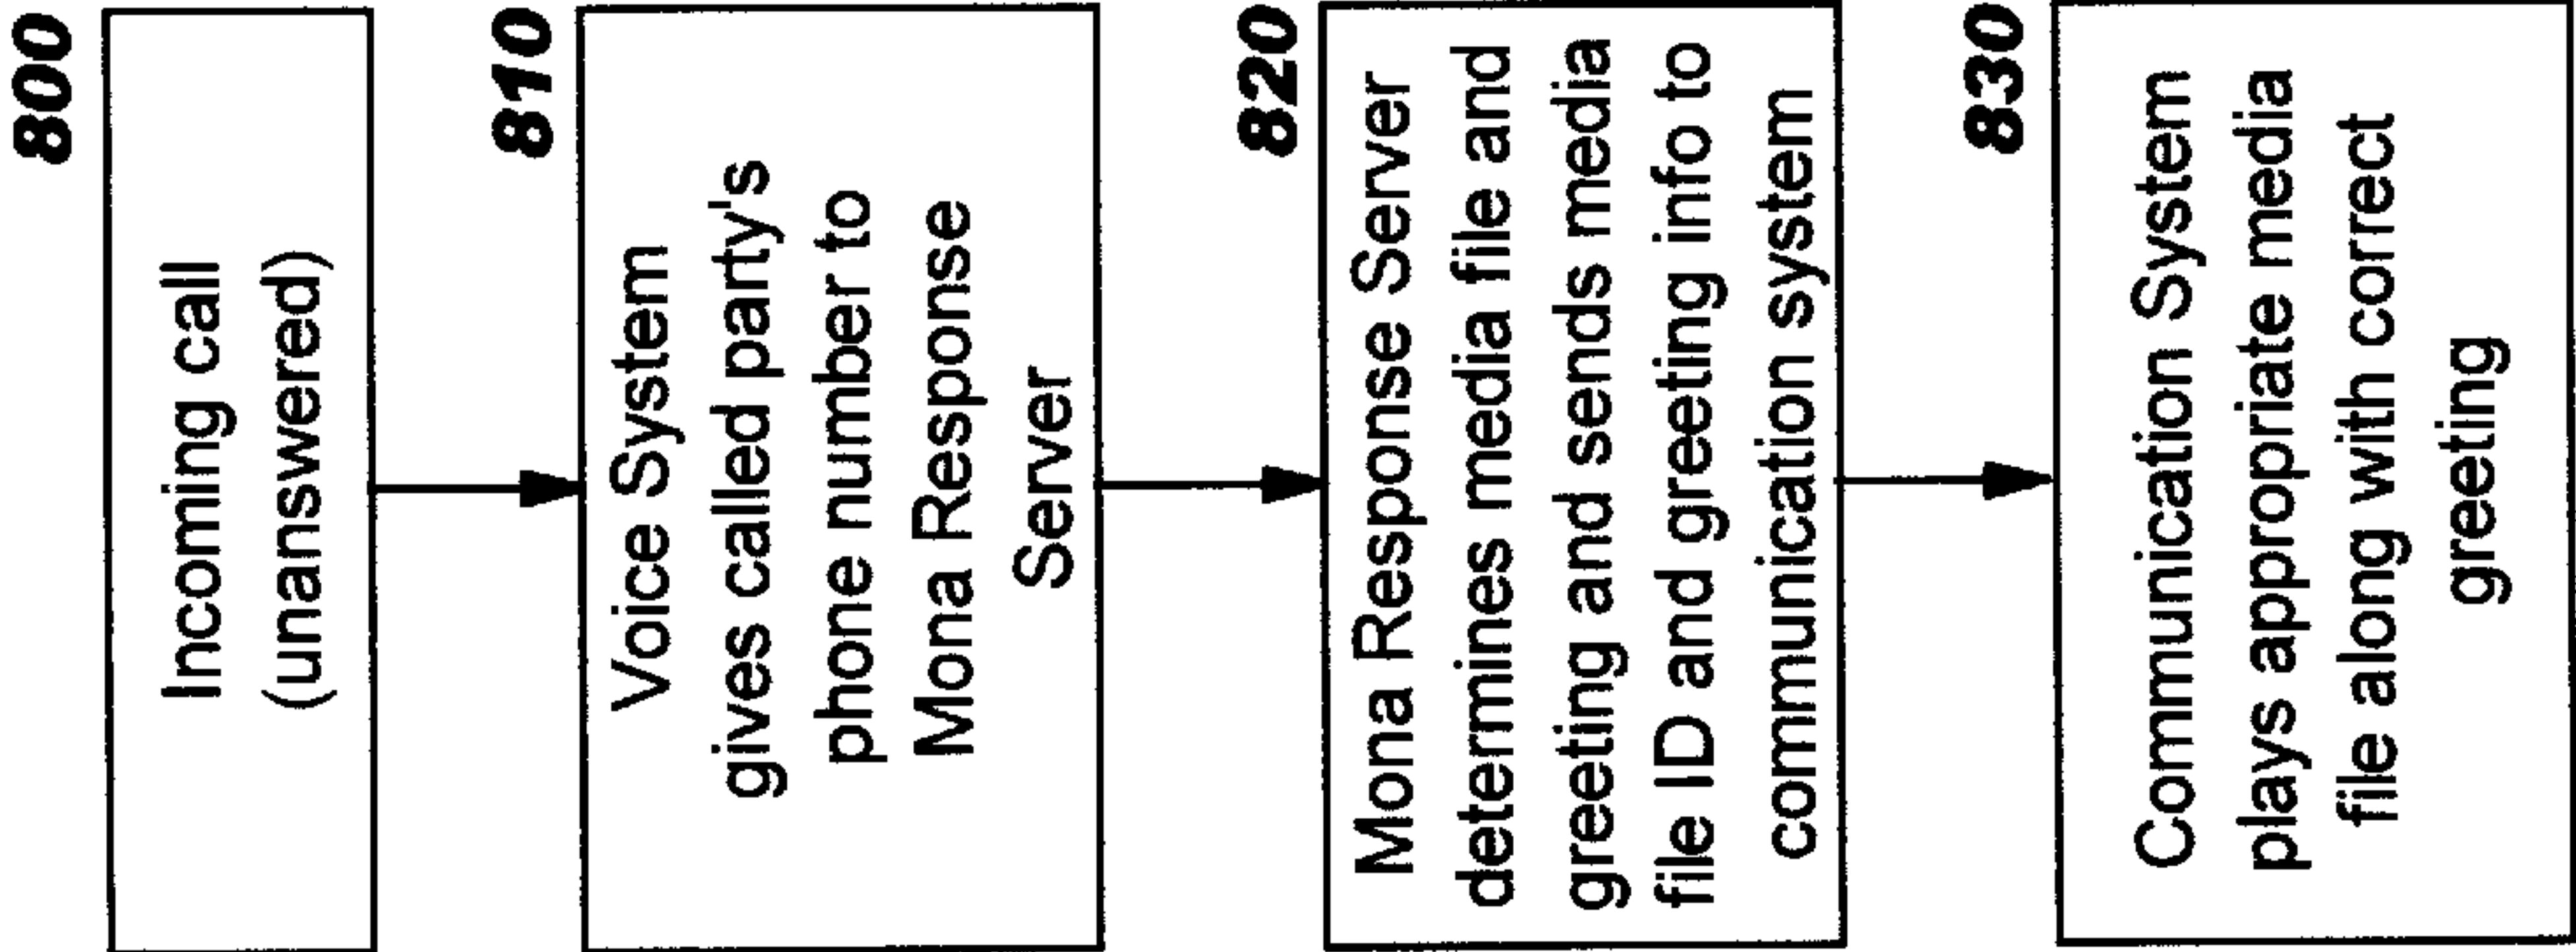 800
Incoming call
(unanswered)
810
Voice System
gives called party's
phone number to
Mona Response
Server
820
Mona Response Server
determines media file and
greeting and sends media
file ID and greeting info to
communication system
830
Communication System
plays appropriate media
file along with correct
greeting